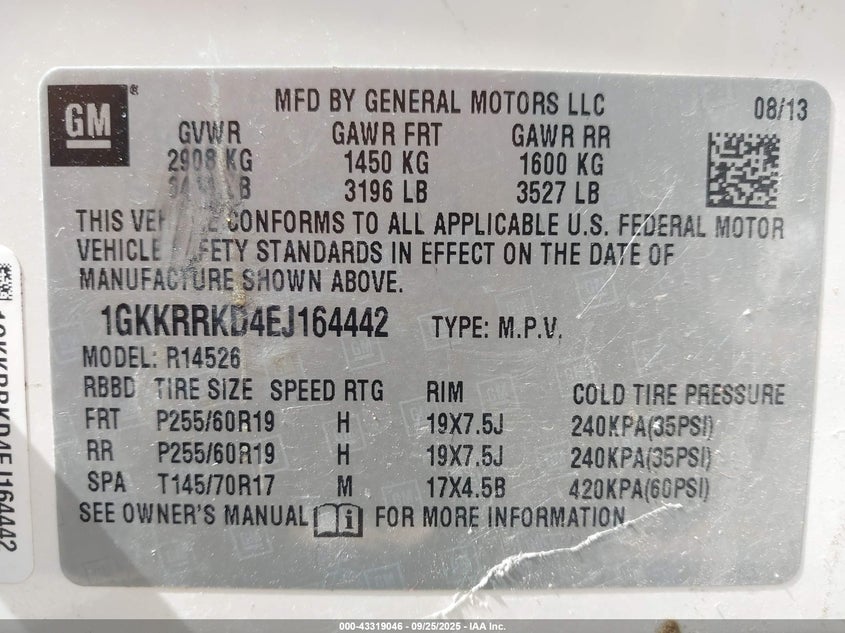 GM
MFD BY GENERAL MOTORS LLC 08/13
GVWR GAWR FRT GAWR RR
2908 KG 1450 KG 1600 KG
LB 3196 LB 3527 LB
THIS VEHICLE CONFORMS TO ALL APPLICABLE U.S. FEDERAL MOTOR
VEHICLE SAFETY STANDARDS IN EFFECT ON THE DATE OF
MANUFACTURE SHOWN ABOVE.
1GKKRRKD4EJ164442 TYPE: M.P.V.
MODEL: R14526
RBBD TIRE SIZE SPEED RTG RIM COLD TIRE PRESSURE
FRT P255/60R19 H 19X7.5J 240KPA(35PSI)
RR P255/60R19 H 19X7.5J 240KPA(35PSI)
SPA T145/70R17 M 17X4.5B 420KPA(60PSI)
SEE OWNER'S MANUAL FOR MORE INFORMATION
1GKKRRKD4EJ164442
000-43319046 - 09/25/2025 - IAA Inc.